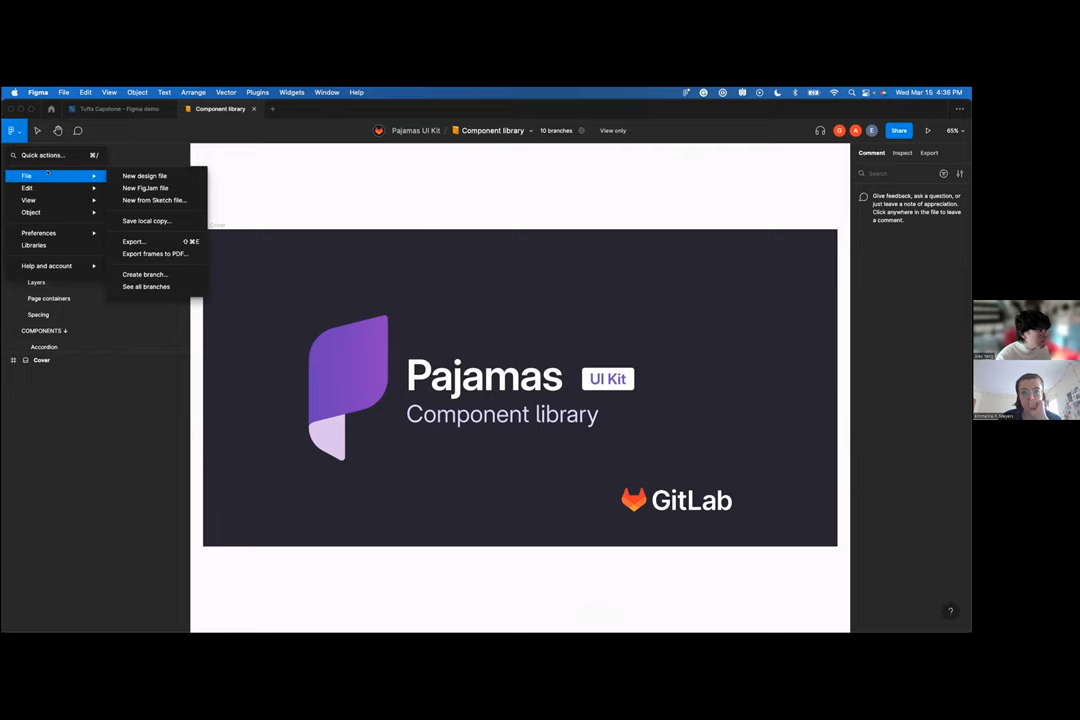 Figma File Edit View Object Text Arrange Vector Plugins Widgets Window Help Wed Mar 15 4:36 PM
Tufts Capstone - Figma demo Component library
Pajamas UI Kit / Component library 10 branches View only G A E Share 65%
Quick actions... ⌘/
Comment Inspect Export
File
New design file
Search
Edit
New FigJam file
View
New from Sketch file...
Give feedback, ask a question, or
just leave a note of appreciation.
Click anywhere in the file to leave
a comment.
Object
Save local copy...
Cover
Preferences
Export... ⇧⌘E
Libraries
Export frames to PDF...
Help and account
Create branch...
Layers
See all branches
Page containers
Spacing
COMPONENTS ↓
Accordion
Cover
Pajamas UI Kit
Component library
GitLab
Alex Fang
Emmeline F. Meyers
?